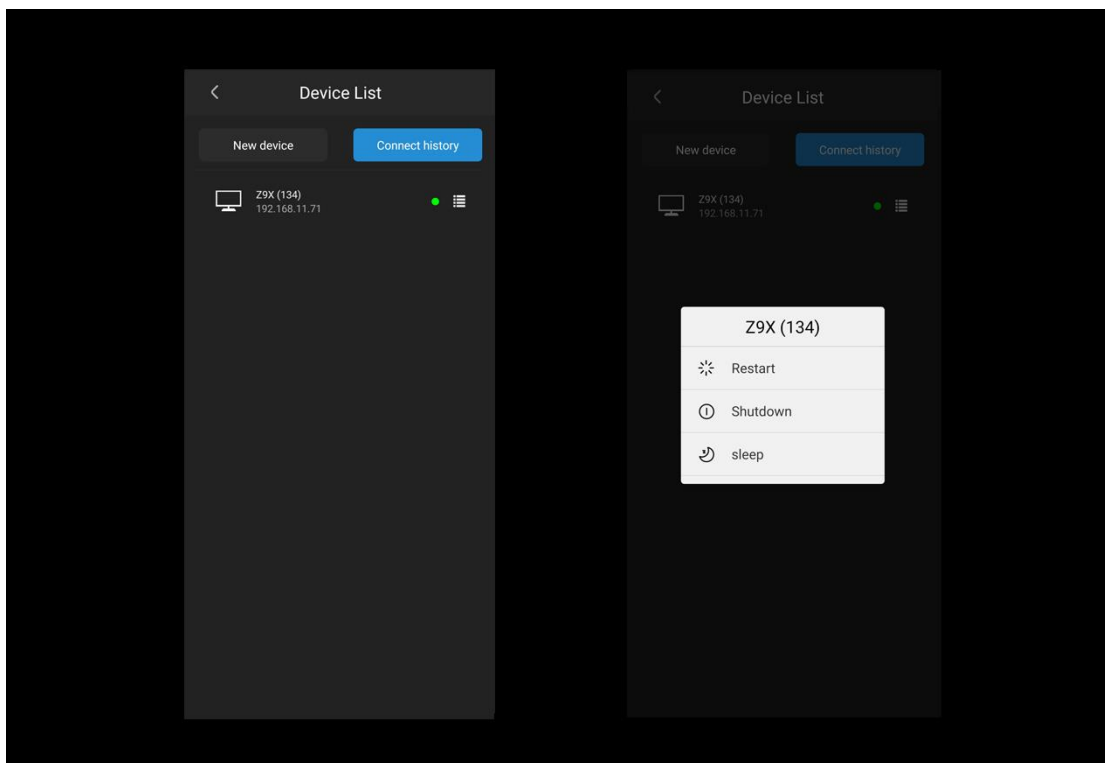 Device List
New device
Connect history
Z9X (134)
192.168.11.71
Device List
New device
Connect history
Z9X (134)
192.168.11.71
Z9X (134)
Restart
Shutdown
sleep